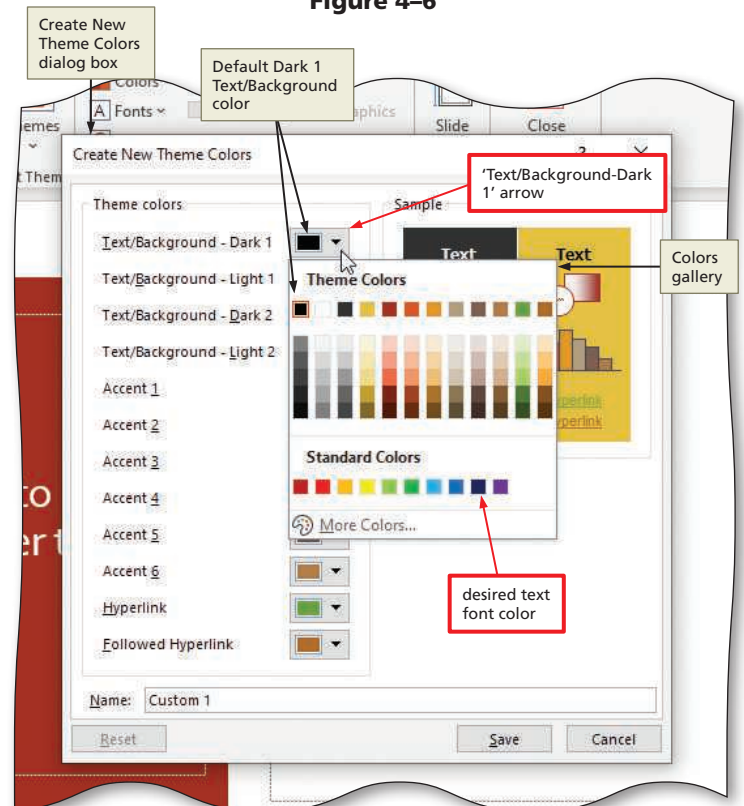 Figure 4–6
Create New
Theme Colors
dialog box
Default Dark 1
Text/Background
color
Colors
A Fonts
Slide
Close
Create New Theme Colors
?
'Text/Background-Dark
1' arrow
Theme colors
Sample
Text/Background - Dark 1
Text
Text
Colors
gallery
Text/Background - Light 1
Theme Colors
Text/Background - Dark 2
Text/Background - Light 2
Accent 1
Accent 2
Accent 3
Standard Colors
Accent 4
More Colors...
Accent 5
Accent 6
desired text
font color
Hyperlink
Followed Hyperlink
Name: Custom 1
Reset
Save
Cancel